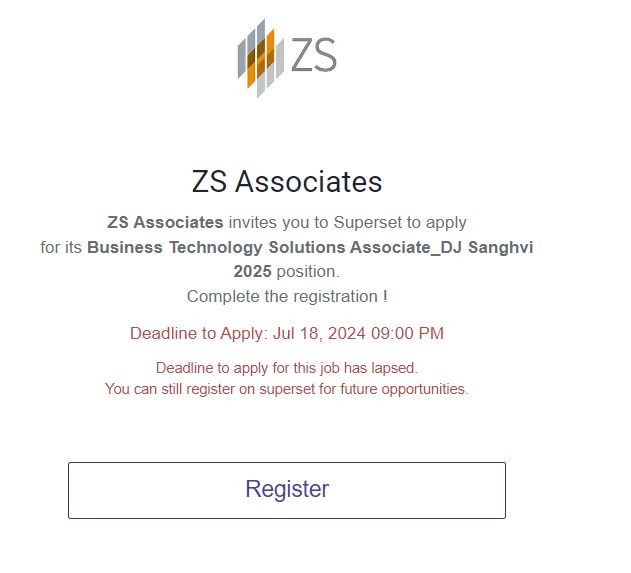 ZS
ZS Associates
ZS Associates invites you to Superset to apply
for its Business Technology Solutions Associate_DJ Sanghvi
2025 position.
Complete the registration !
Deadline to Apply: Jul 18, 2024 09:00 PM
Deadline to apply for this job has lapsed.
You can still register on superset for future opportunities.
Register